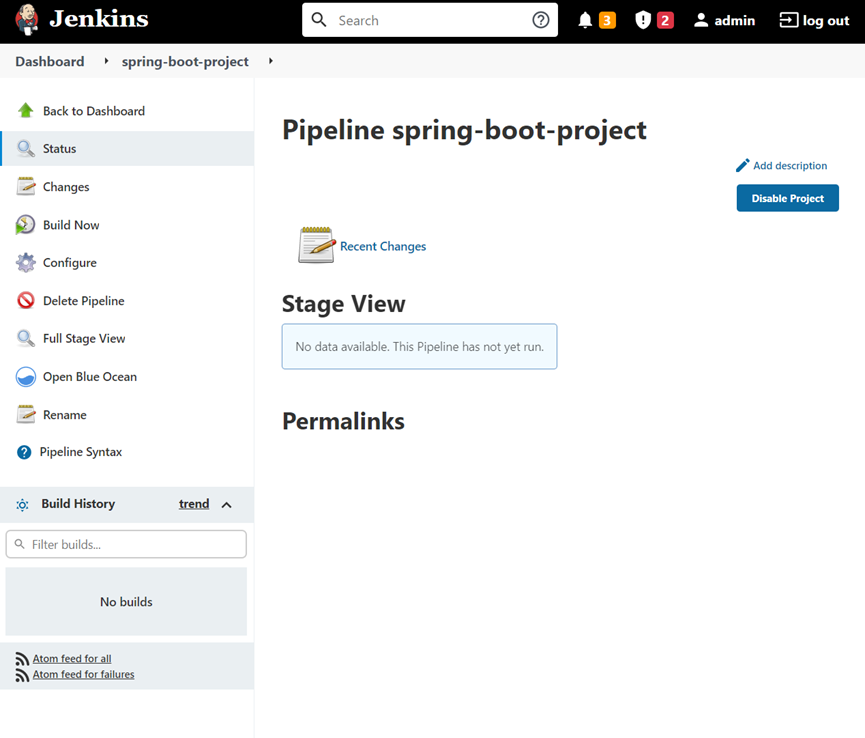 Jenkins
Search
3
2
admin
log out
Dashboard
spring-boot-project
Back to Dashboard
Status
Changes
Build Now
Configure
Delete Pipeline
Full Stage View
Open Blue Ocean
Rename
Pipeline Syntax
Build History
trend
Filter builds...
No builds
Atom feed for all
Atom feed for failures
Pipeline spring-boot-project
Add description
Disable Project
Recent Changes
Stage View
No data available. This Pipeline has not yet run.
Permalinks